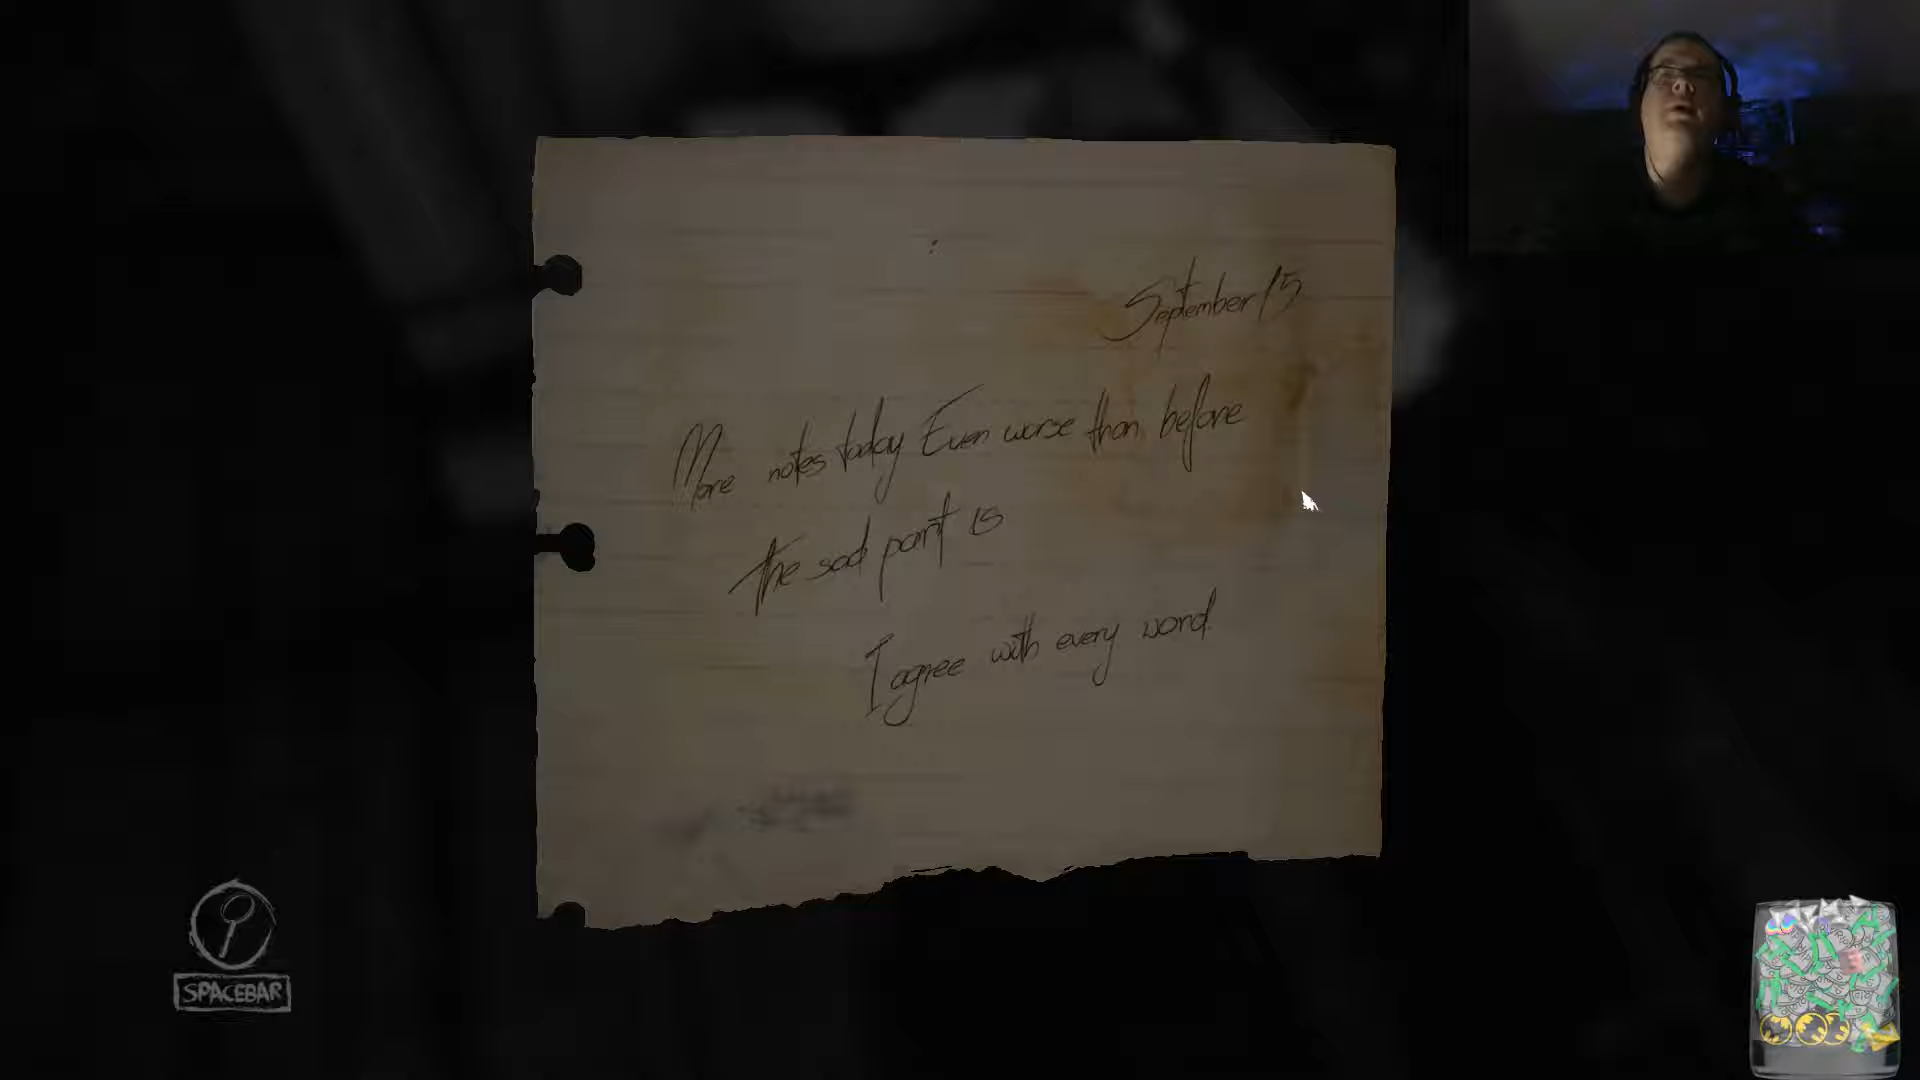 September 15
More notes today Even worse than before
the sad part is
I agree with every word
SPACEBAR